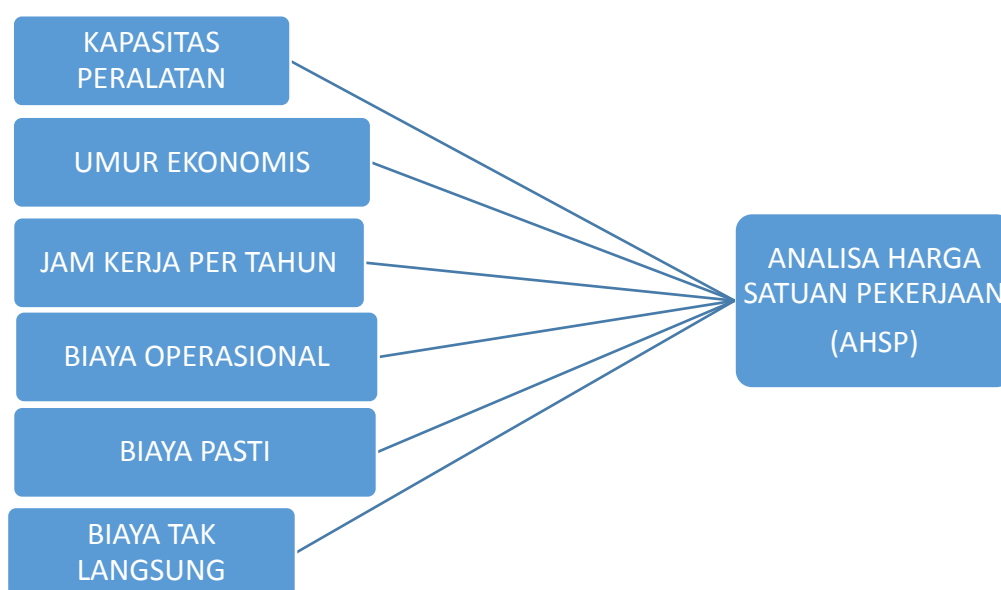 KAPASITAS
PERALATAN
UMUR EKONOMIS
JAM KERJA PER TAHUN
BIAYA OPERASIONAL
BIAYA PASTI
BIAYA TAK
LANGSUNG
ANALISA HARGA
SATUAN PEKERJAAN
(AHSP)